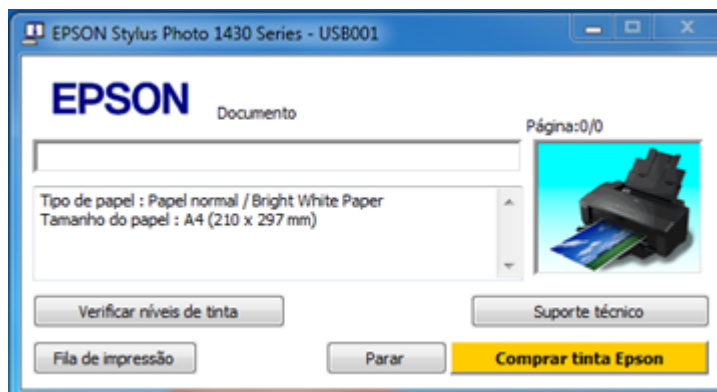 EPSON Stylus Photo 1430 Series - USB001
EPSON
Documento
Página:0/0
Tipo de papel : Papel normal / Bright White Paper
Tamanho do papel : A4 (210 x 297 mm)
Verificar níveis de tinta
Suporte técnico
Fila de impressão
Parar
Comprar tinta Epson